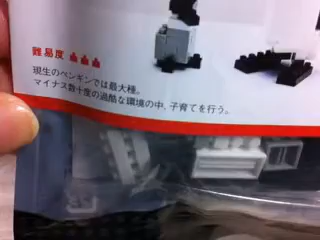 難易度
現生のペンギンでは最大種。
マイナス数十度の過酷な環境の中、子育てを行う。